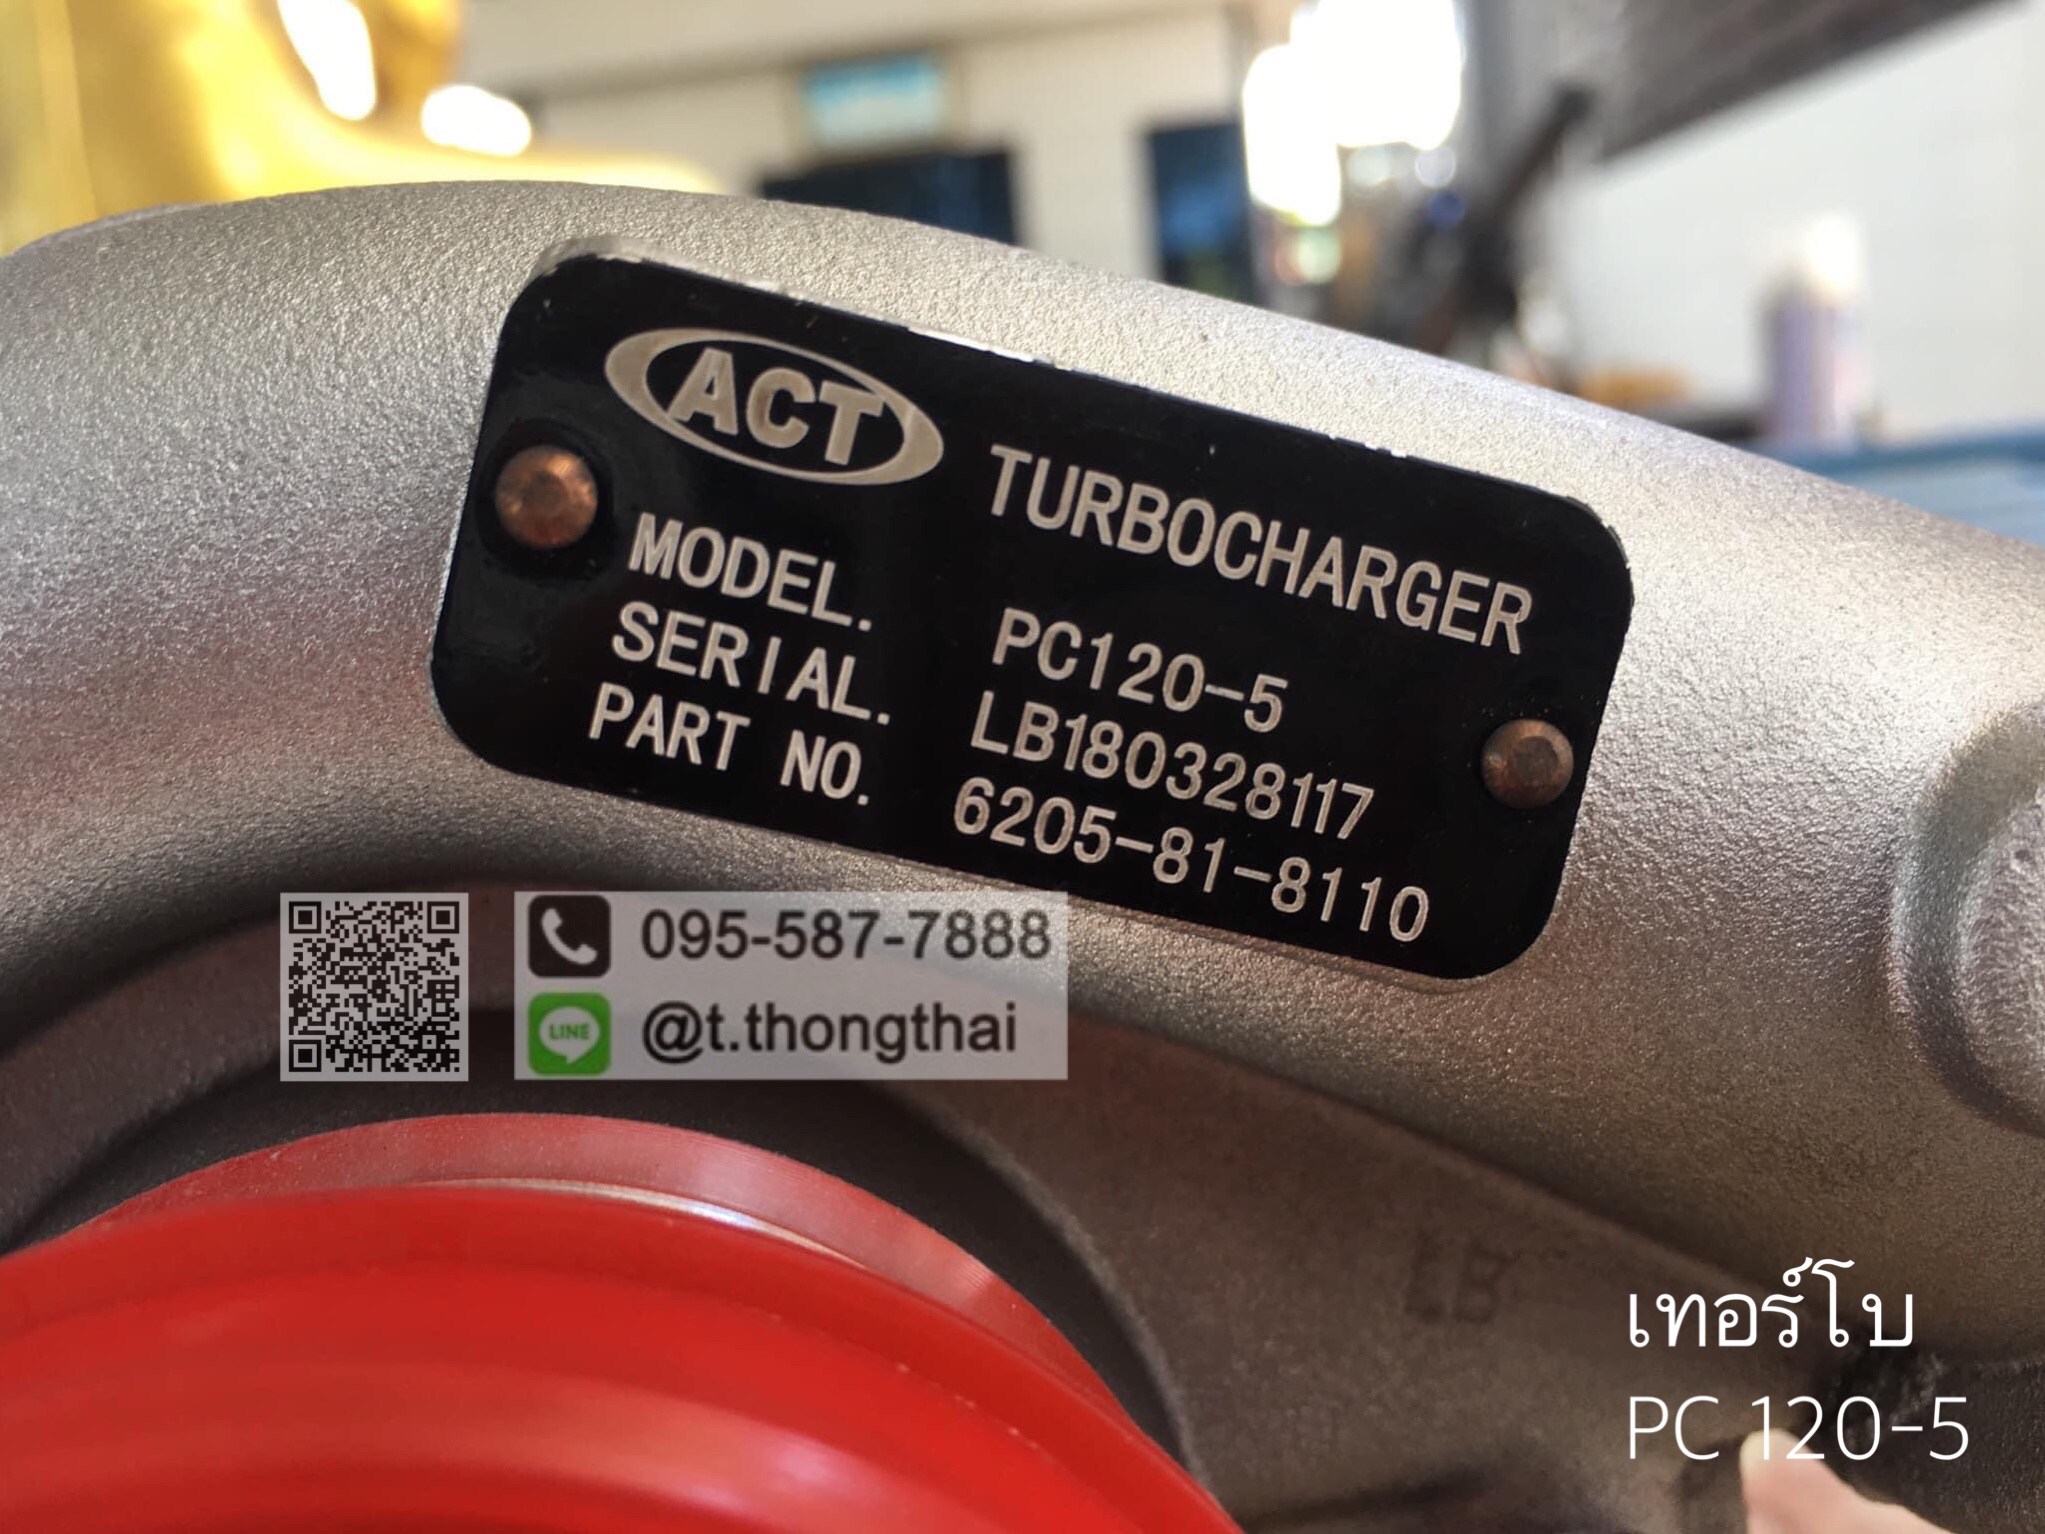 ACT
TURBOCHARGER
MODEL. PC120-5
SERIAL. LB180328117
PART NO. 6205-81-8110
095-587-7888
LINE @t.thongthai
เทอร์โบ
PC 120-5